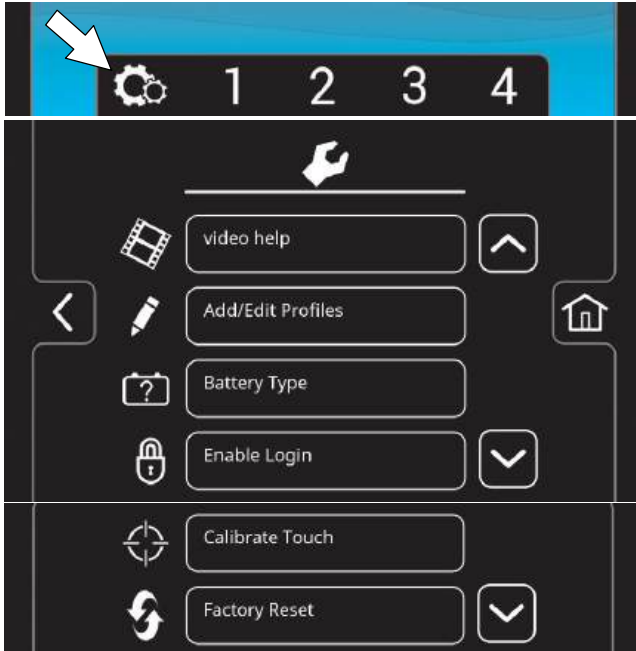 1 2 3 4
video help
Add/Edit Profiles
?
Battery Type
Enable Login
Calibrate Touch
Factory Reset